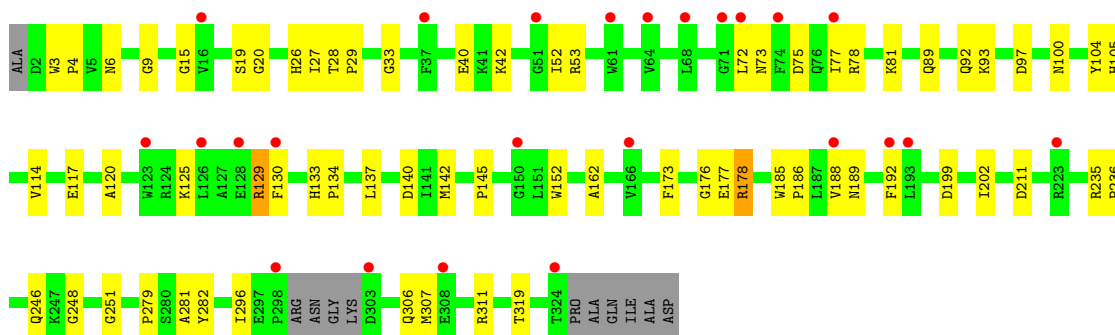 ALA D2 W3 P4 V5 N6 G9 G15 V16 S19 G20 H26 I27 T28 P29 G33 F37 E40 K41 K42 G51 I52 R53 W61 V64 L68 G71 L72 N73 F74 D75 Q76 I77 R78 K81 Q89 Q92 K93 D97 N100 Y104 H105
V114 E117 A120 W123 R124 K125 L126 A127 E128 R129 F130 H133 P134 L137 D140 I141 M142 P145 G150 L151 W152 A162 V166 F173 G176 E177 R178 W185 P186 L187 V188 N189 F192 L193 D199 I202 D211 R223 R235
Q246 K247 G248 G251 P279 S280 A281 Y282 I296 E297 P298 ARG ASN GLY LYS D303 Q306 M307 E308 R311 T319 T324 PRO ALA GLN ILE ALA ASP